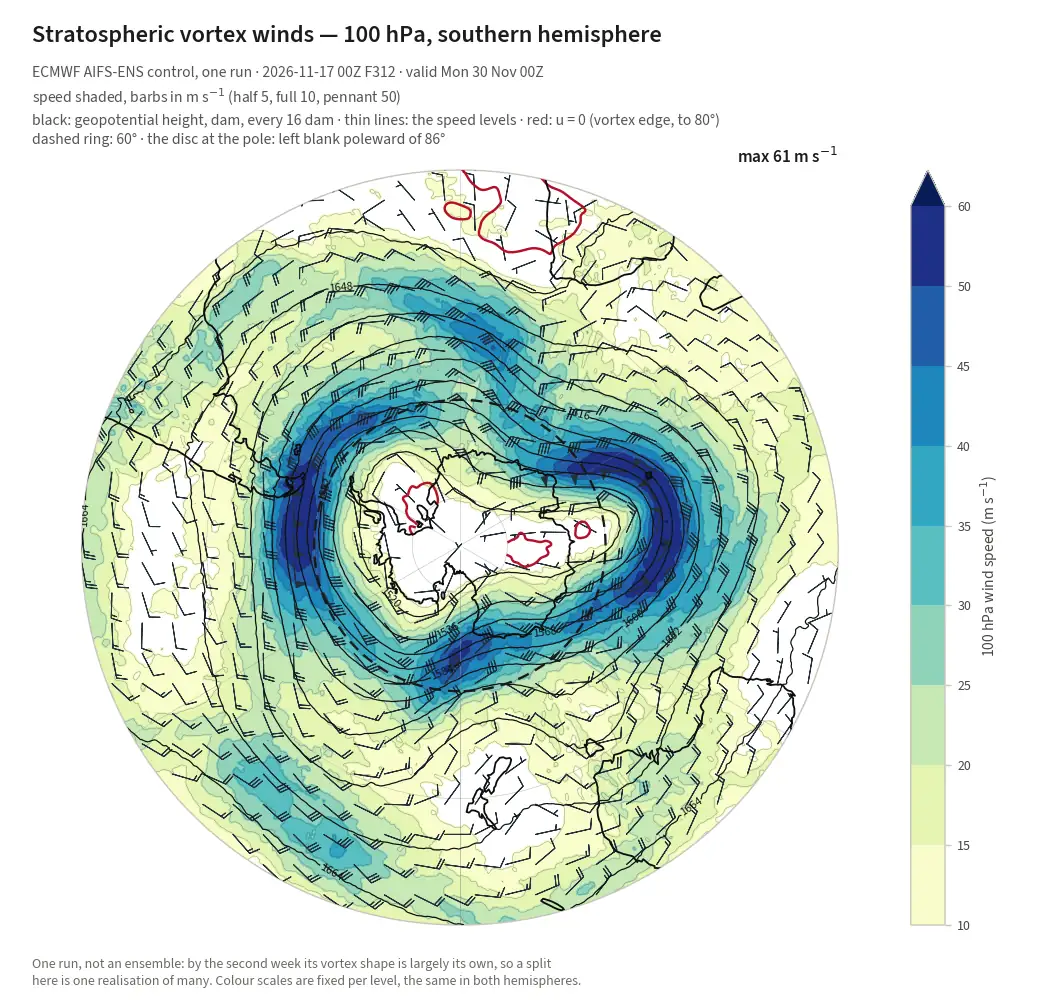 Stratospheric vortex winds — 100 hPa, southern hemisphere
ECMWF AIFS-ENS control, one run · 2026-11-17 00Z F312 · valid Mon 30 Nov 00Z
speed shaded, barbs in m s⁻¹ (half 5, full 10, pennant 50)
black: geopotential height, dam, every 16 dam · thin lines: the speed levels · red: u = 0 (vortex edge, to 80°)
dashed ring: 60° · the disc at the pole: left blank poleward of 86°
max 61 m s⁻¹
60
50
45
40
35
30
25
20
15
10
100 hPa wind speed (m s⁻¹)
1648
1664
1568
1600
1632
1664
1664
One run, not an ensemble: by the second week its vortex shape is largely its own, so a split
here is one realisation of many. Colour scales are fixed per level, the same in both hemispheres.